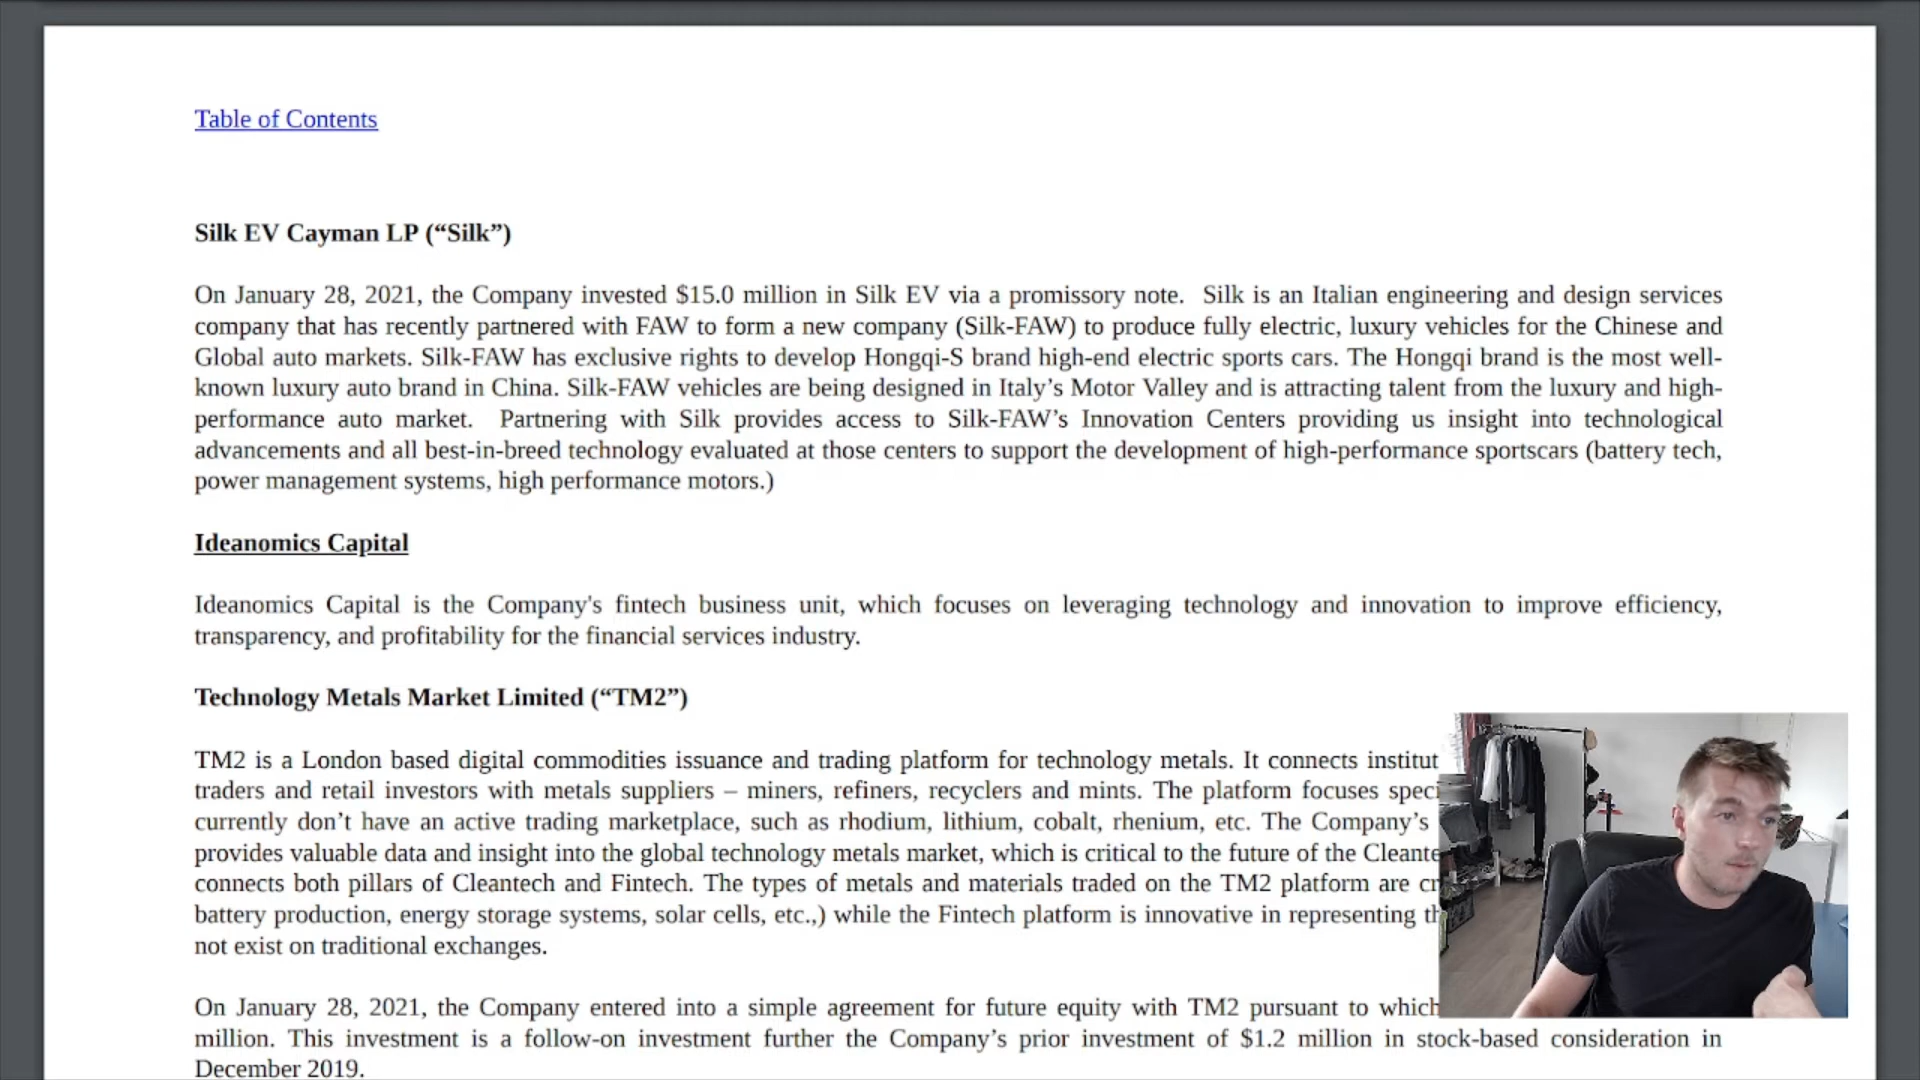 Table of Contents
Silk EV Cayman LP (“Silk”)
On January 28, 2021, the Company invested $15.0 million in Silk EV via a promissory note.  Silk is an Italian engineering and design services
company that has recently partnered with FAW to form a new company (Silk-FAW) to produce fully electric, luxury vehicles for the Chinese and
Global auto markets. Silk-FAW has exclusive rights to develop Hongqi-S brand high-end electric sports cars. The Hongqi brand is the most well-
known luxury auto brand in China. Silk-FAW vehicles are being designed in Italy’s Motor Valley and is attracting talent from the luxury and high-
performance auto market.  Partnering with Silk provides access to Silk-FAW’s Innovation Centers providing us insight into technological
advancements and all best-in-breed technology evaluated at those centers to support the development of high-performance sportscars (battery tech,
power management systems, high performance motors.)
Ideanomics Capital
Ideanomics Capital is the Company's fintech business unit, which focuses on leveraging technology and innovation to improve efficiency,
transparency, and profitability for the financial services industry.
Technology Metals Market Limited (“TM2”)
TM2 is a London based digital commodities issuance and trading platform for technology metals. It connects
traders and retail investors with metals suppliers – miners, refiners, recyclers and mints. The platform focuses
currently don’t have an active trading marketplace, such as rhodium, lithium, cobalt, rhenium, etc. The Company’s
provides valuable data and insight into the global technology metals market, which is critical to the future of the
connects both pillars of Cleantech and Fintech. The types of metals and materials traded on the TM2 platform are
battery production, energy storage systems, solar cells, etc.,) while the Fintech platform is innovative in representing
not exist on traditional exchanges.
On January 28, 2021, the Company entered into a simple agreement for future equity with TM2 pursuant to which
million. This investment is a follow-on investment further the Company’s prior investment of $1.2 million in stock-based consideration in
December 2019.